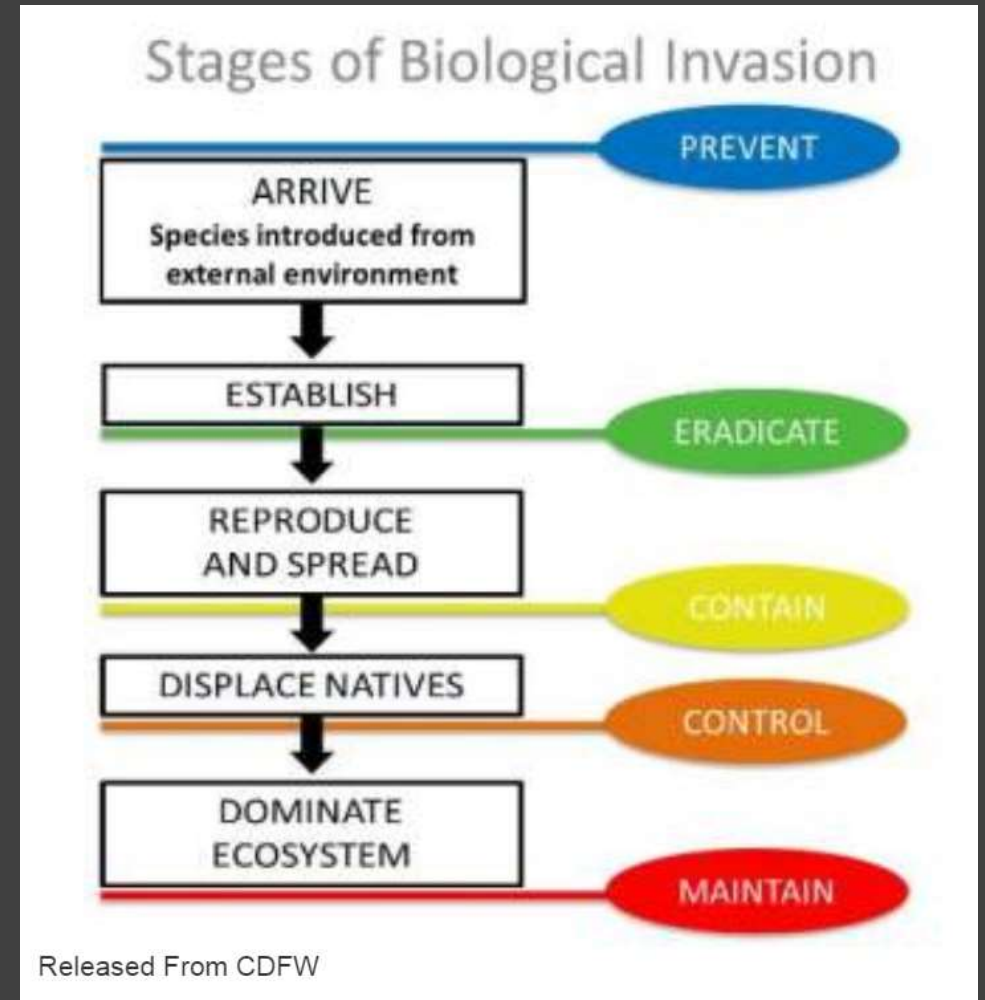 Stages of Biological Invasion
PREVENT
ARRIVE
Species introduced from
external environment
ESTABLISH
ERADICATE
REPRODUCE
AND SPREAD
CONTAIN
DISPLACE NATIVES
CONTROL
DOMINATE
ECOSYSTEM
MAINTAIN
Released From CDFW